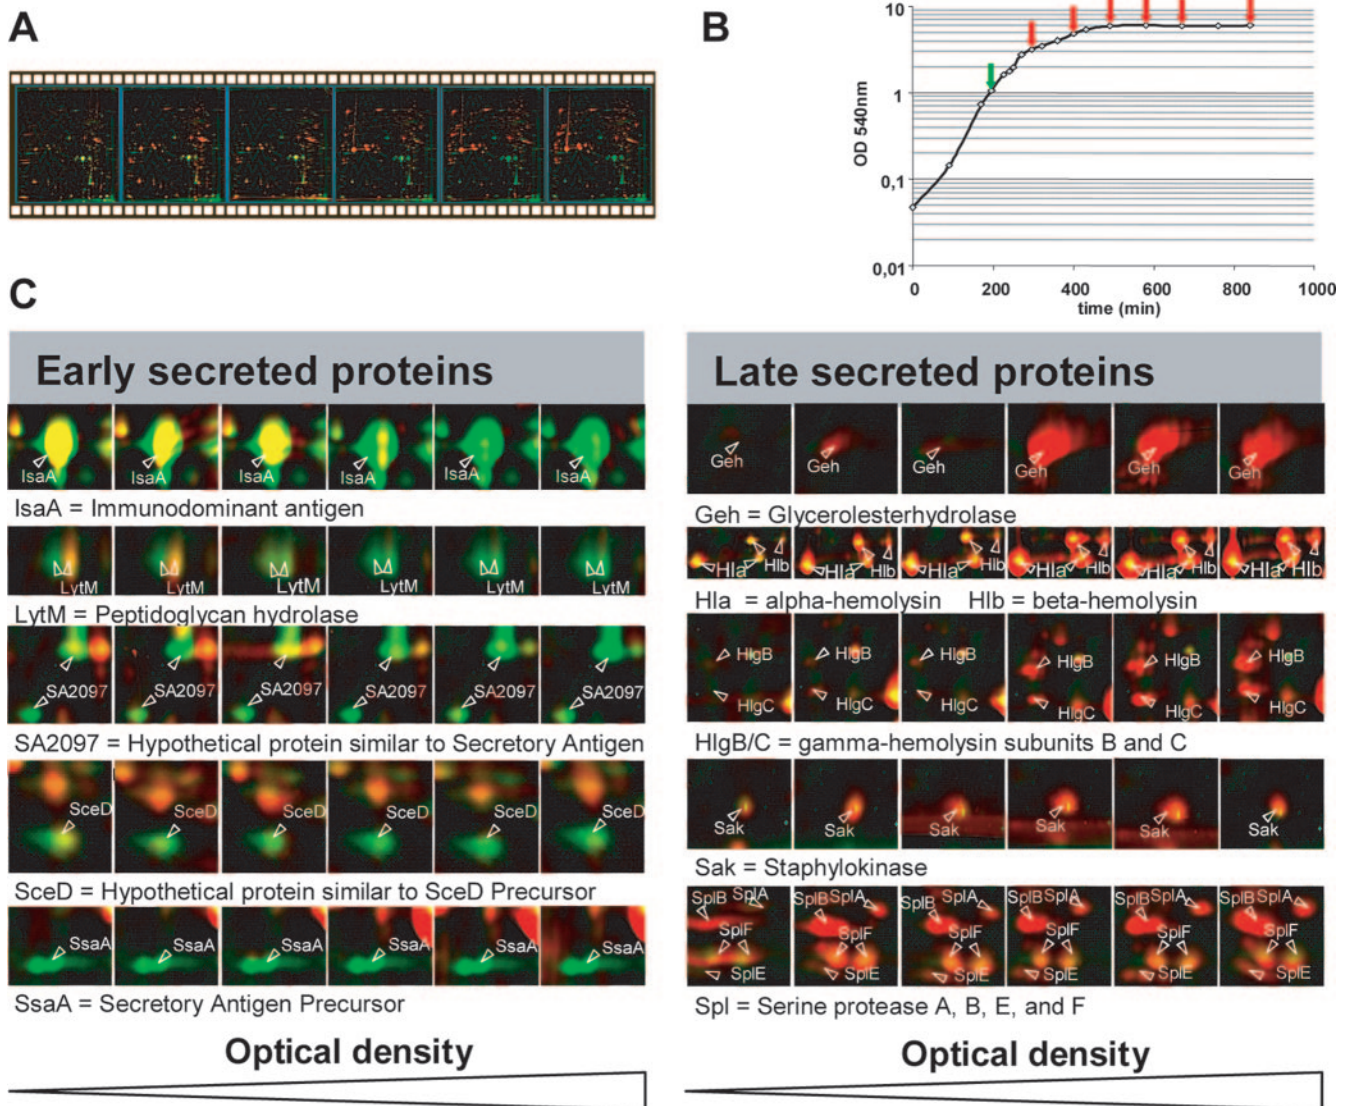 A
B
10
1
0,1
0,01
OD 540nm
0 200 400 600 800 1000
time (min)
C
Early secreted proteins
IsaA IsaA IsaA IsaA IsaA IsaA
IsaA = Immunodominant antigen
LytM LytM LytM LytM LytM LytM
LytM = Peptidoglycan hydrolase
SA2097 SA2097 SA2097 SA2097 SA2097 SA2097
SA2097 = Hypothetical protein similar to Secretory Antigen
SceD SceD SceD SceD SceD SceD
SceD = Hypothetical protein similar to SceD Precursor
SsaA SsaA SsaA SsaA SsaA SsaA
SsaA = Secretory Antigen Precursor
Optical density
Late secreted proteins
Geh Geh Geh Geh Geh Geh
Geh = Glycerolesterhydrolase
Hla Hlb Hla Hlb Hla Hlb Hla Hlb Hla Hlb Hla Hlb
Hla = alpha-hemolysin Hlb = beta-hemolysin
HlgB HlgB HlgB HlgB HlgB HlgB
HlgC HlgC HlgC HlgC HlgC HlgC
HlgB/C = gamma-hemolysin subunits B and C
Sak Sak Sak Sak Sak Sak
Sak = Staphylokinase
SplB SplA SplB SplA SplB SplA SplB SplA SplB SplA SplB SplA
SplF SplF SplF SplF SplF SplF
SplE SplE SplE SplE SplE SplE
Spl = Serine protease A, B, E, and F
Optical density